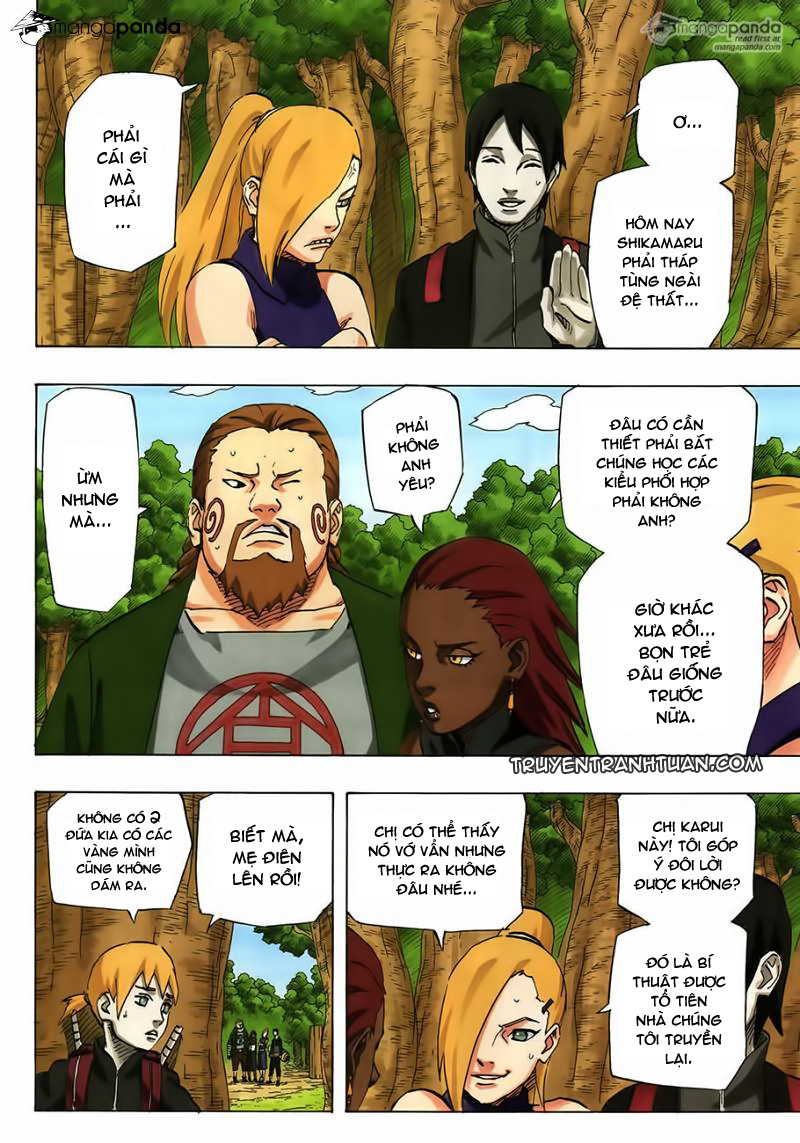 mangapanda
mangapanda
read first at
mangapanda.com
Ơ...
HÔM NAY
SHIKAMARU
PHẢI THÁP
TÙNG NGÀI
ĐỆ THẤT...
PHẢI
CÁI GÌ
MÀ
PHẢI
...
ĐÂU CÓ CẦN
THIẾT PHẢI BẮT
CHÚNG HỌC CÁC
KIỂU PHỐI HỢP
PHẢI KHÔNG
ANH?
GIỜ KHÁC
XƯA RỒI...
BỌN TRẺ
ĐÂU GIỐNG
TRƯỚC
NỮA.
PHẢI
KHÔNG
ANH
YÊU?
ỪM
NHƯNG
MÀ...
TRUYENTRANHTUAN.COM
CHỊ KARUI
NÀY! TÔI GÓP
Ý ĐÔI LỜI
ĐƯỢC KHÔNG?
ĐÓ LÀ BÍ
THUẬT ĐƯỢC
TỔ TIÊN
NHÀ CHÚNG
TÔI TRUYỀN
LẠI.
CHỊ CÓ THỂ THẤY
NÓ VỚ VẨN NHƯNG
THỰC RA KHÔNG
ĐÂU NHÉ...
BIẾT MÀ,
MẸ ĐIÊN
LÊN RỒI!
KHÔNG CÓ 2
ĐỨA KIA CÓ CÁC
VÀNG MÌNH
CŨNG KHÔNG
DÁM RA.